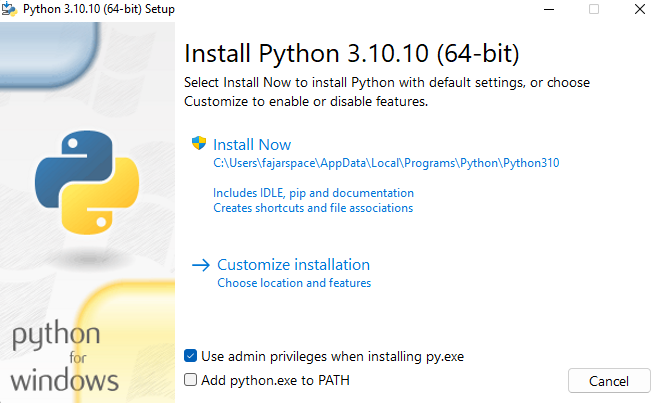 Python 3.10.10 (64-bit) Setup
Install Python 3.10.10 (64-bit)
Select Install Now to install Python with default settings, or choose
Customize to enable or disable features.
Install Now
C:\Users\fajarspace\AppData\Local\Programs\Python\Python310
Includes IDLE, pip and documentation
Creates shortcuts and file associations
Customize installation
Choose location and features
python
for
windows
Use admin privileges when installing py.exe
Add python.exe to PATH
Cancel